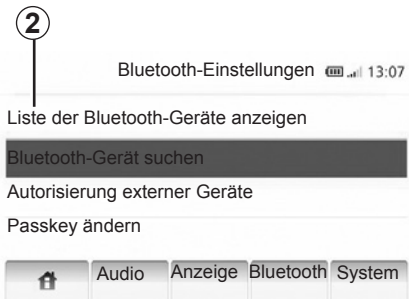 2
Bluetooth-Einstellungen 13:07
Liste der Bluetooth-Geräte anzeigen
Bluetooth-Gerät suchen
Autorisierung externer Geräte
Passkey ändern
Audio Anzeige Bluetooth System